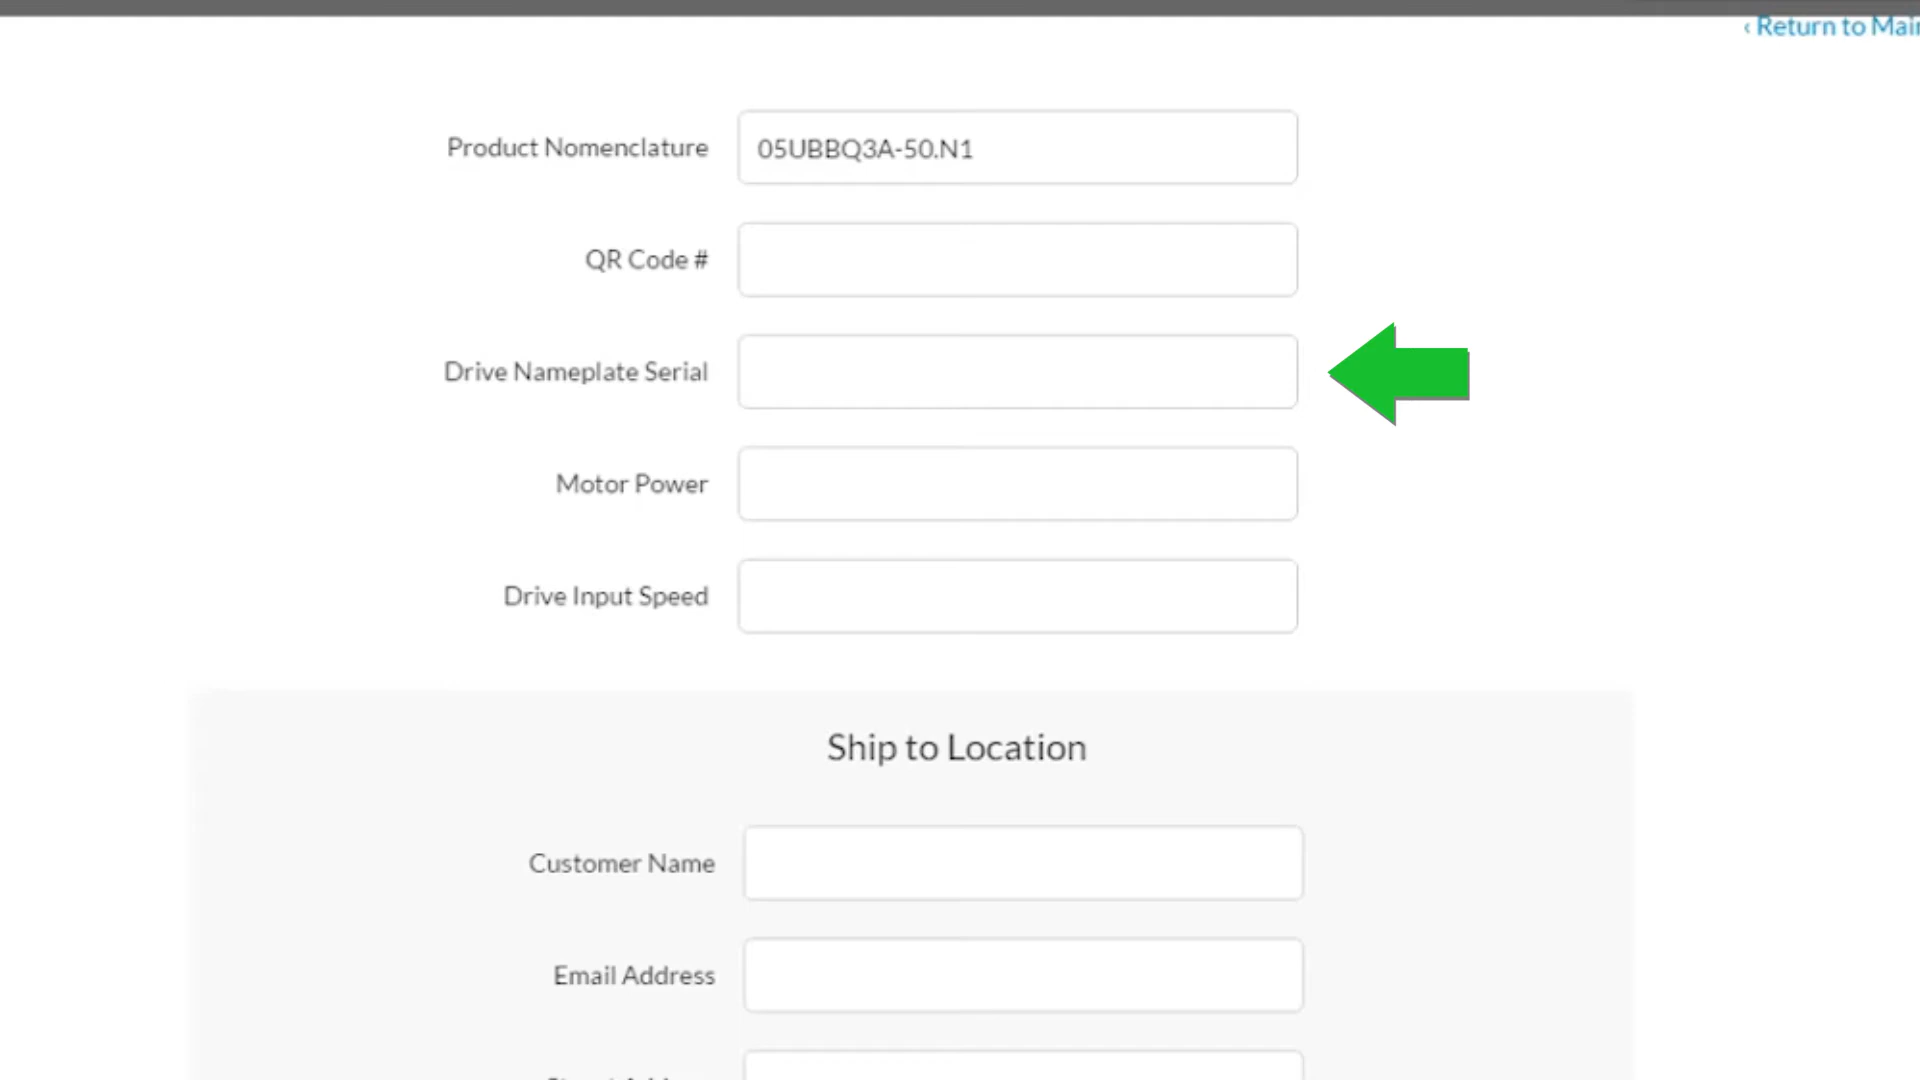 ‹ Return to Main
Product Nomenclature 05UBBQ3A-50.N1
QR Code #
Drive Nameplate Serial
Motor Power
Drive Input Speed
Ship to Location
Customer Name
Email Address